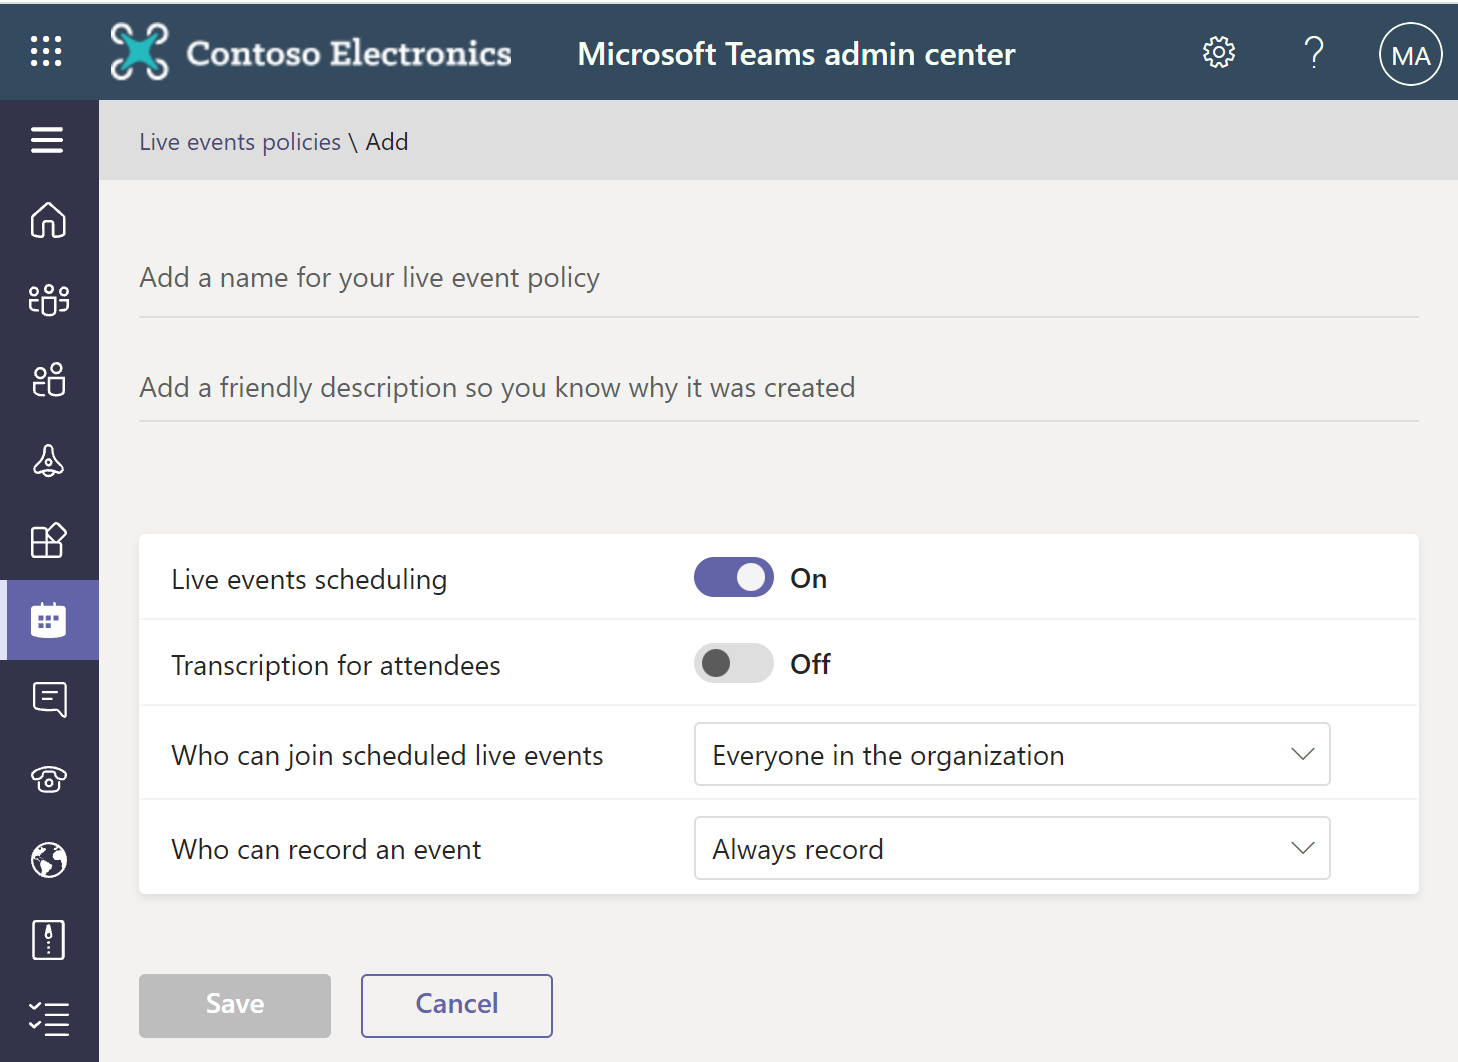 Contoso Electronics
Microsoft Teams admin center
?
MA
Live events policies \ Add
Add a name for your live event policy
Add a friendly description so you know why it was created
Live events scheduling On
Transcription for attendees Off
Who can join scheduled live events Everyone in the organization
Who can record an event Always record
Save Cancel